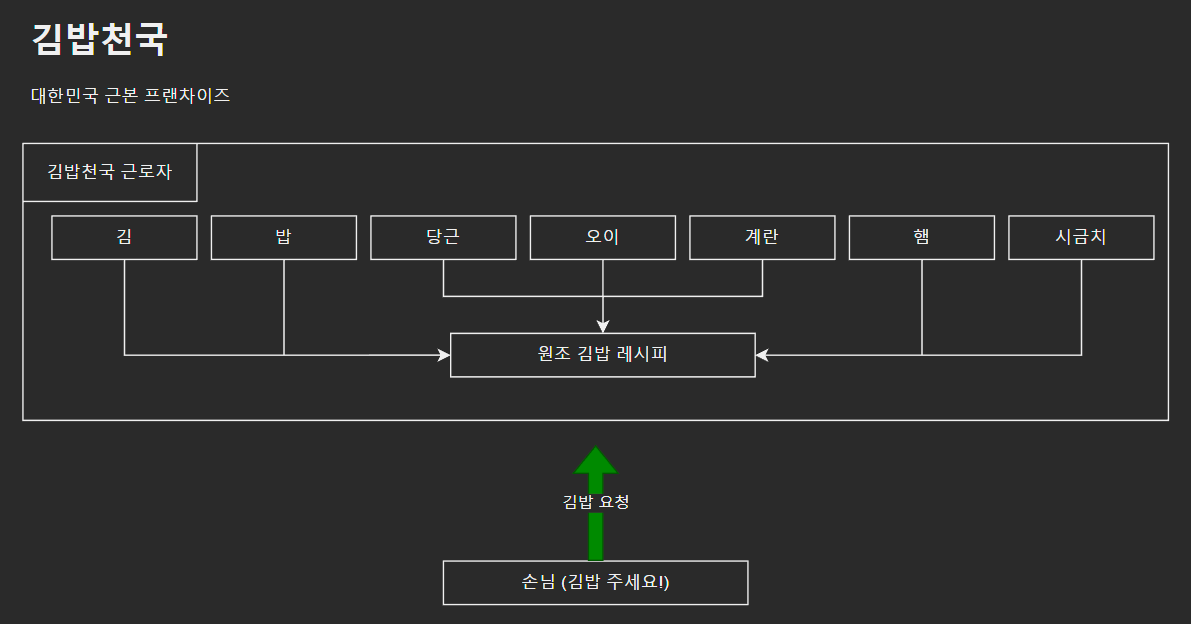 김밥천국
대한민국 근본 프랜차이즈
김밥천국 근로자
김
밥
당근
오이
계란
햄
시금치
원조 김밥 레시피
김밥 요청
손님 (김밥 주세요!)